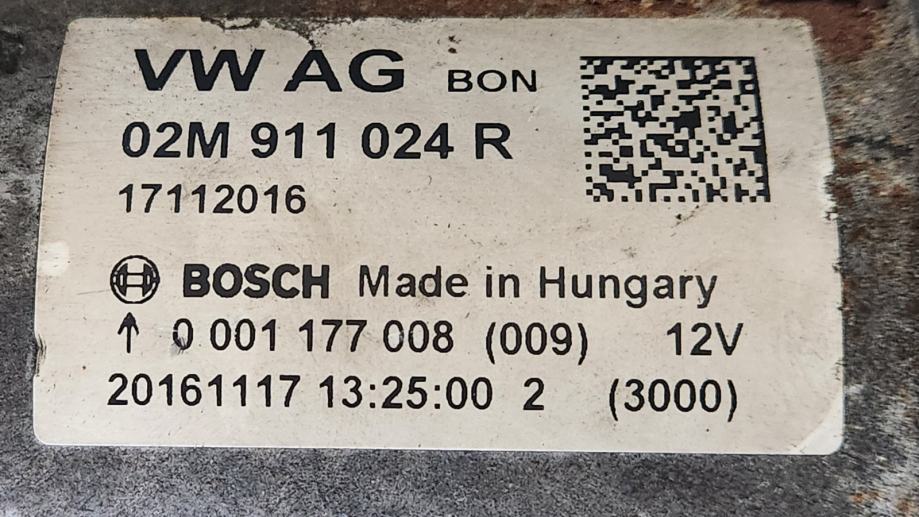 VW AG BON
02M 911 024 R
17112016
BOSCH Made in Hungary
↑ 0 001 177 008 (009) 12V
20161117 13:25:00 2 (3000)